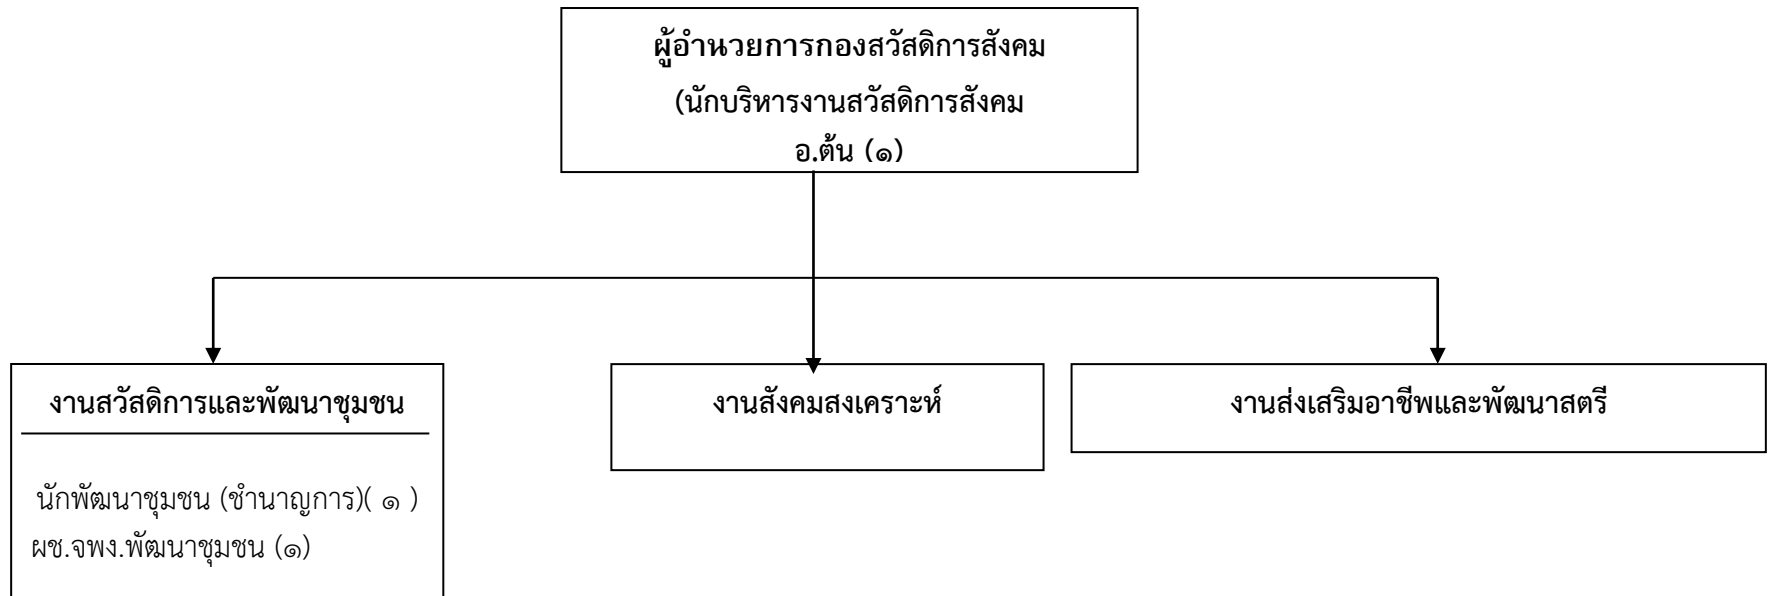 ผู้อำนวยการกองสวัสดิการสังคม
(นักบริหารงานสวัสดิการสังคม
อ.ต้น (๑)
งานสวัสดิการและพัฒนาชุมชน
นักพัฒนาชุมชน (ชำนาญการ)( ๑ )
ผช.จพง.พัฒนาชุมชน (๑)
งานสังคมสงเคราะห์
งานส่งเสริมอาชีพและพัฒนาสตรี